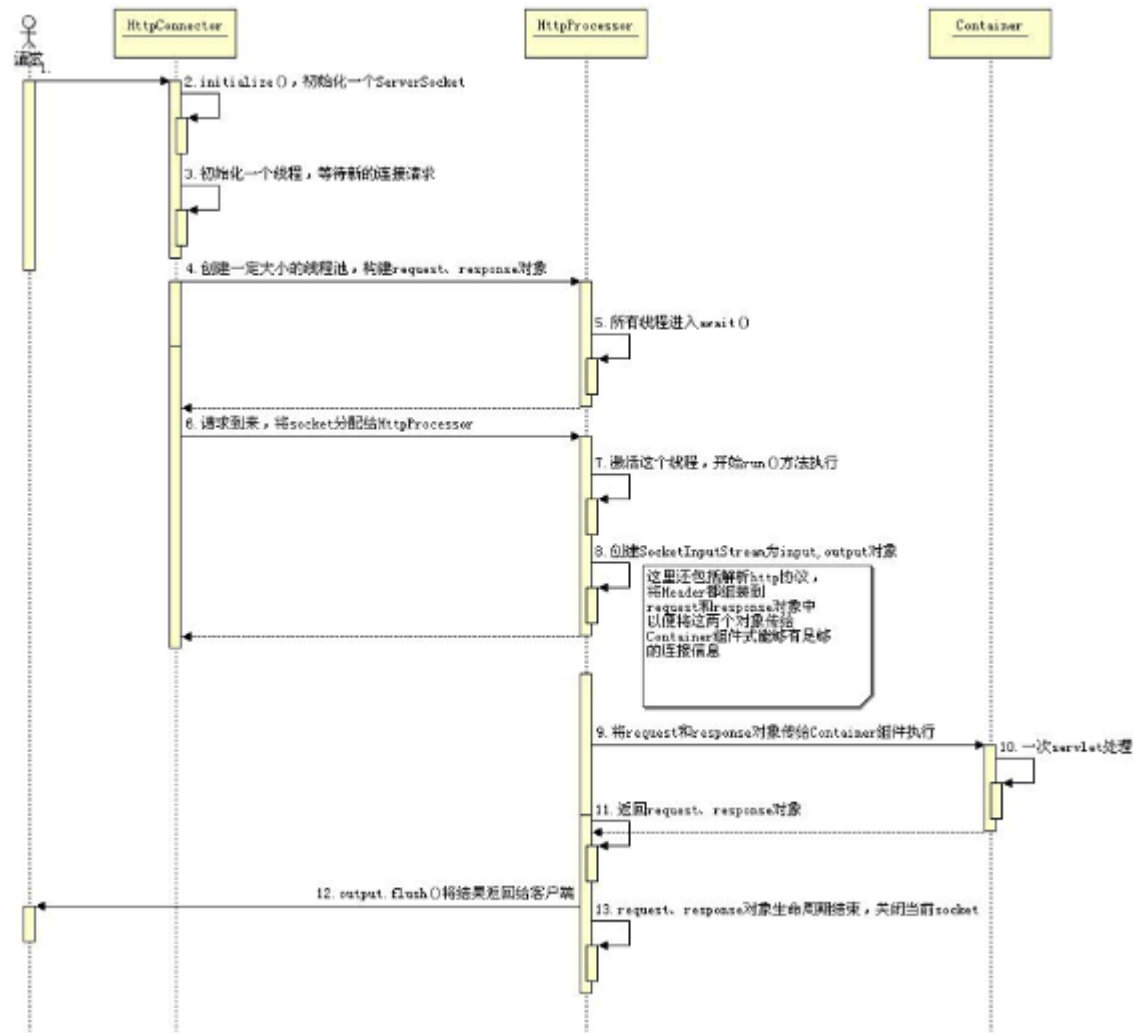 HttpConnector
HttpProcessor
Container
1.
2.initialize()，初始化一个ServerSocket
3.初始化一个线程，等待新的连接请求
4.创建一定大小的线程池，构建request、response对象
5.所有线程进入await()
6.请求到来，将socket分配给HttpProcessor
7.激活这个线程，开始run()方法执行
8.创建SocketInputStream为input,output对象
这里还包括解析http协议，
将Header都组装到
request和response对象中
以便将这两个对象传给
Container组件式能够有足够
的连接信息
9.将request和response对象传给Container组件执行
10.一次servlet处理
11.返回request、response对象
12.output.flush()将结果返回给客户端
13.request、response对象生命周期结束，关闭当前socket